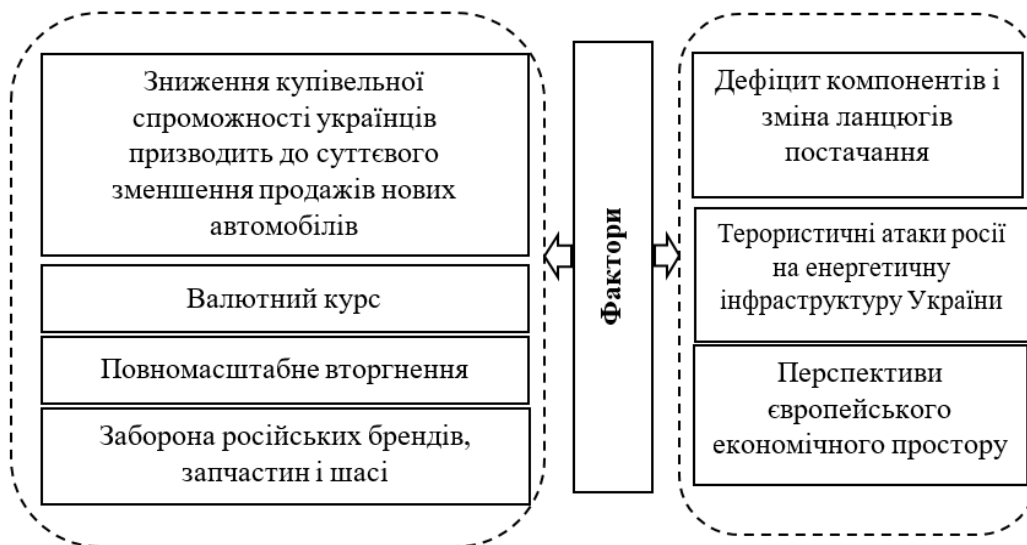 Зниження купівельної
спроможності українців
призводить до суттєвого
зменшення продажів нових
автомобілів
Валютний курс
Повномасштабне вторгнення
Заборона російських брендів,
запчастин і шасі
Фактори
Дефіцит компонентів і
зміна ланцюгів
постачання
Терористичні атаки росії
на енергетичну
інфраструктуру України
Перспективи
європейського
економічного простору